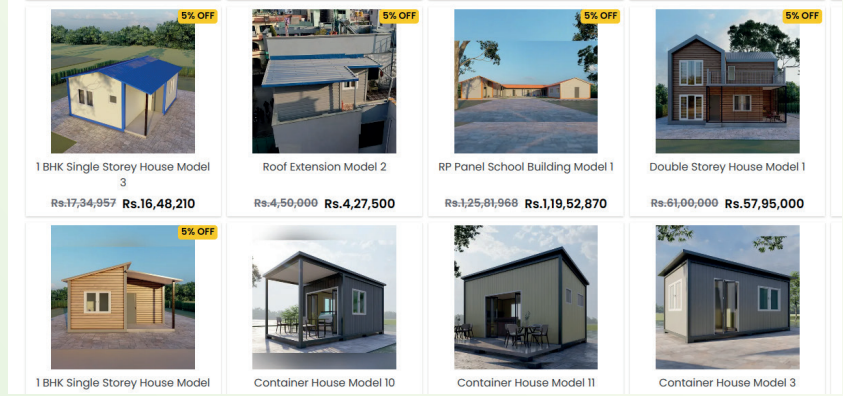 5% OFF
5% OFF
5% OFF
5% OFF
1 BHK Single Storey House Model
3
Rs.17,34,957 Rs.16,48,210
Roof Extension Model 2
Rs.4,50,000 Rs.4,27,500
RP Panel School Building Model 1
Rs.1,25,81,968 Rs.1,19,52,870
Double Storey House Model 1
Rs.61,00,000 Rs.57,95,000
5% OFF
1 BHK Single Storey House Model
Container House Model 10
Container House Model 11
Container House Model 3